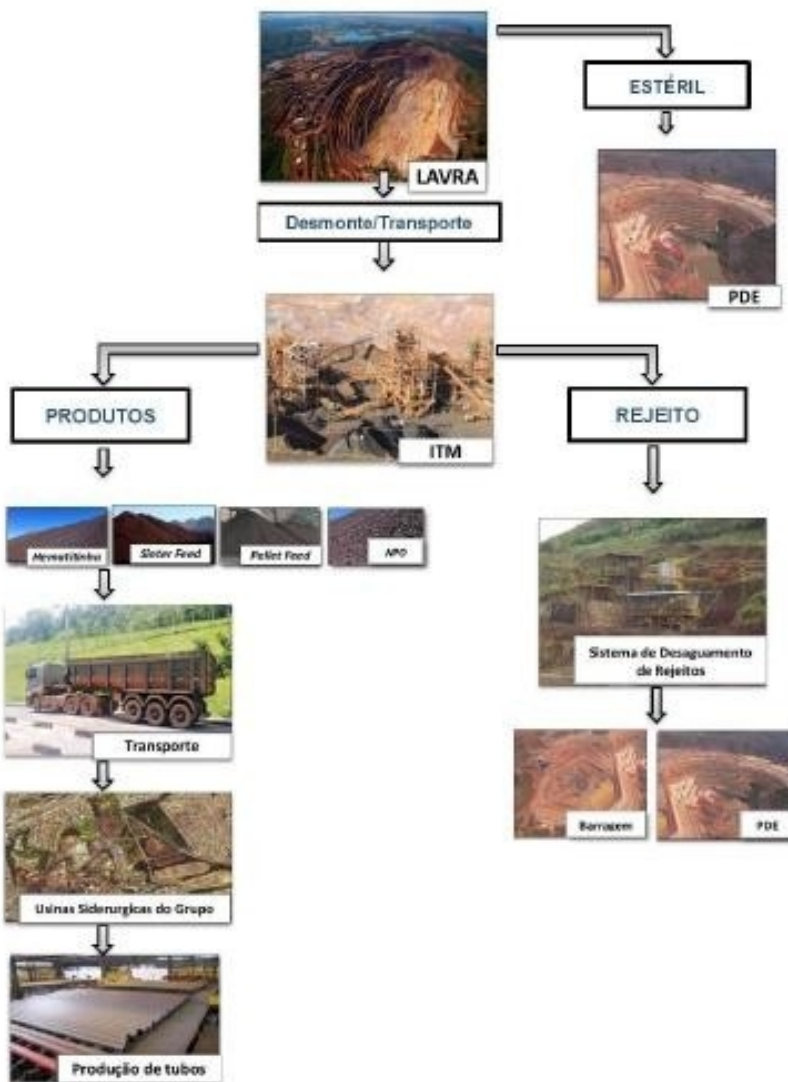 ESTÉRIL
LAVRA
Desmonte/Transporte
PDE
PRODUTOS
REJEITO
ITM
Hematitinha
Sinter Feed
Pellet Feed
NPO
Sistema de Desaguamento
de Rejeitos
Transporte
Barragem
PDE
Usinas Siderurgicas do Grupo
Produção de tubos